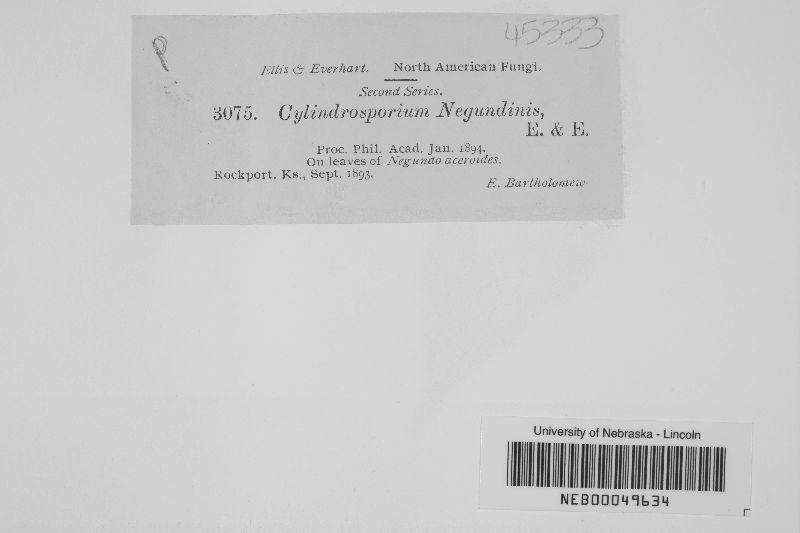 45333
P
Ellis & Everhart. North American Fungi.
Second Series.
3075. Cylindrosporium Negundinis,
E. & E.
Proc. Phil. Acad. Jan. 1894.
On leaves of Negundo aceroides.
Rockport, Ks., Sept. 1893.
E. Bartholomew
University of Nebraska - Lincoln
NEB00049634